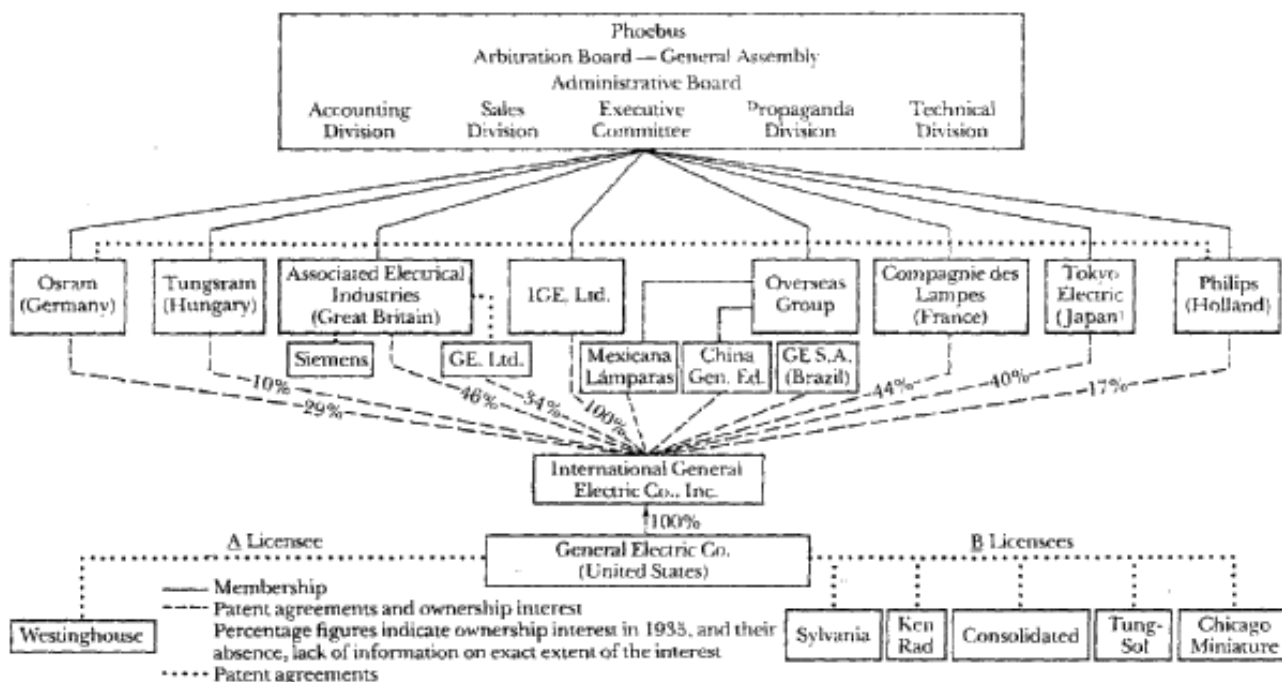 Phoebus
Arbitration Board — General Assembly
Administrative Board
Accounting Division
Sales Division
Executive Committee
Propaganda Division
Technical Division
Osram
(Germany)
Tungsram
(Hungary)
Associated Electrical
Industries
(Great Britain)
IGE, Ltd.
Overseas
Group
Compagnie des
Lampes
(France)
Tokyo
Electric
(Japan)
Philips
(Holland)
Siemens
GE, Ltd.
Mexicana
Lámparas
China
Gen. Ed.
GE S.A.
(Brazil)
10%
29%
46%
34%
100%
44%
40%
17%
International General
Electric Co., Inc.
100%
A Licensee
General Electric Co.
(United States)
B Licensees
Membership
Patent agreements and ownership interest
Percentage figures indicate ownership interest in 1935, and their
absence, lack of information on exact extent of the interest
Patent agreements
Westinghouse
Sylvania
Ken
Rad
Consolidated
Tung-
Sol
Chicago
Miniature